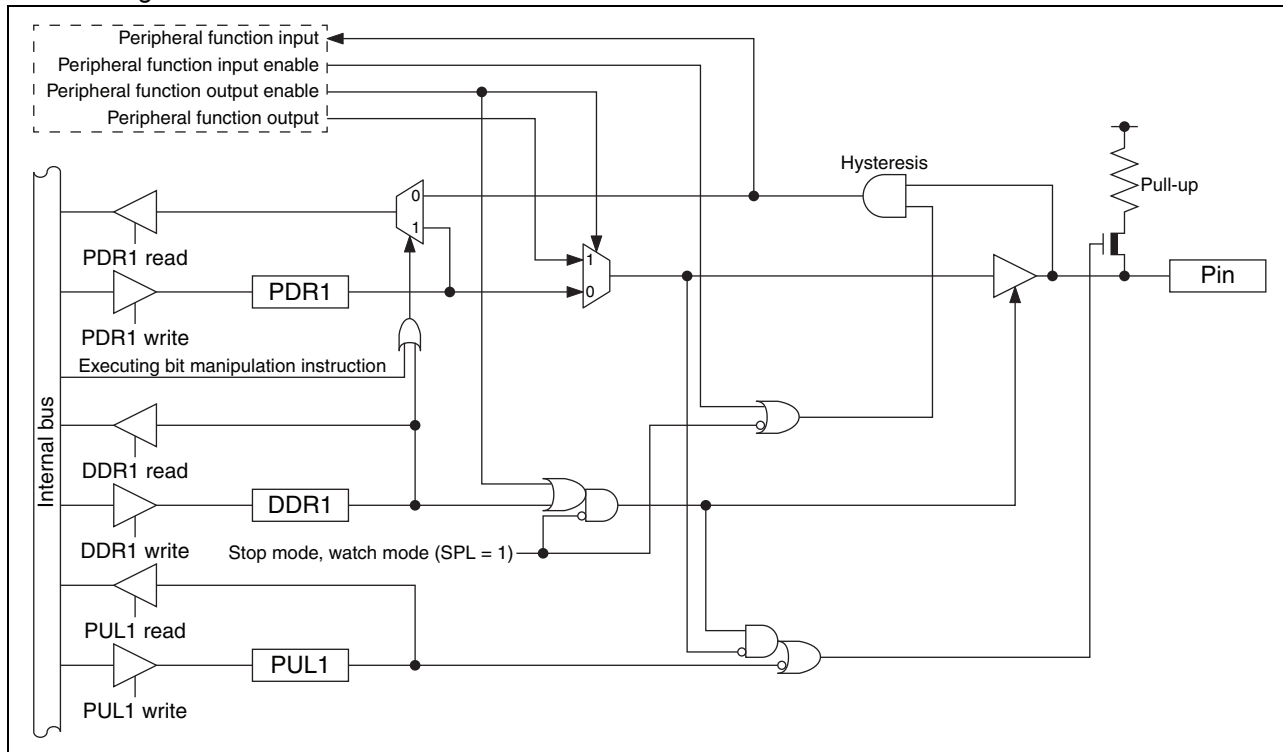 Peripheral function input
Peripheral function input enable
Peripheral function output enable
Peripheral function output
Hysteresis
Pull-up
0
1
PDR1 read
1
PDR1
0
Pin
PDR1 write
Executing bit manipulation instruction
Internal bus
DDR1 read
DDR1
DDR1 write
Stop mode, watch mode (SPL = 1)
PUL1 read
PUL1
PUL1 write